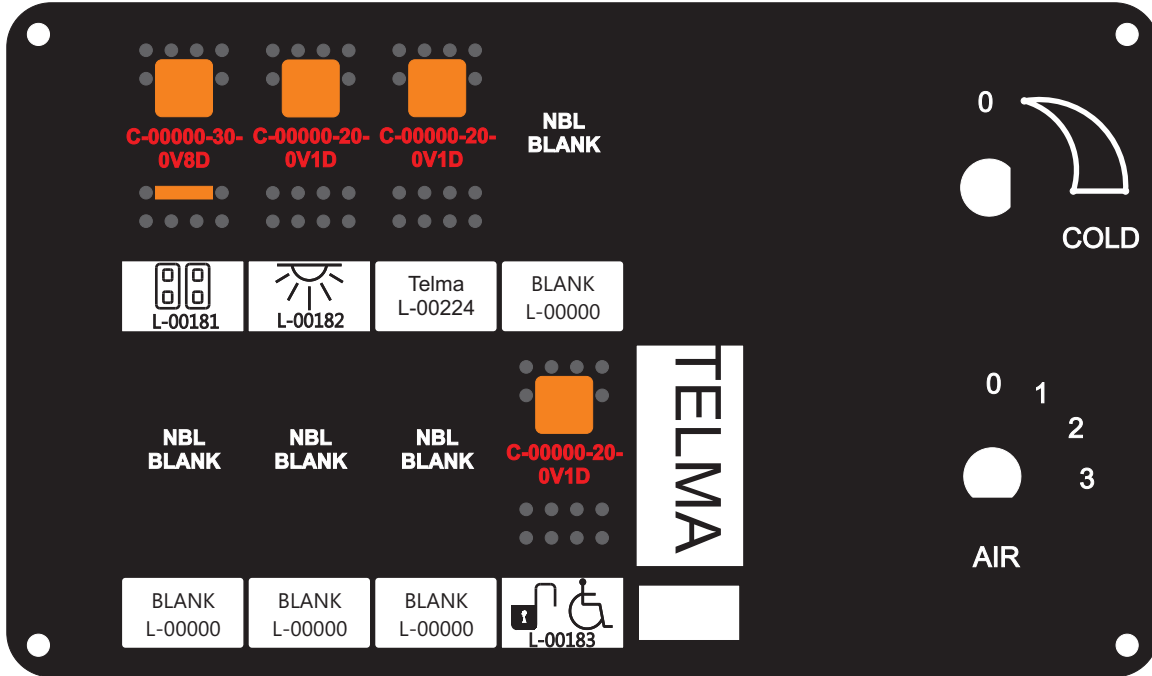 C-00000-30-
0V8D
C-00000-20-
0V1D
C-00000-20-
0V1D
NBL
BLANK
0
COLD
L-00181
L-00182
Telma
L-00224
BLANK
L-00000
NBL
BLANK
NBL
BLANK
NBL
BLANK
C-00000-20-
0V1D
TELMA
0
1
2
3
AIR
BLANK
L-00000
BLANK
L-00000
BLANK
L-00000
L-00183